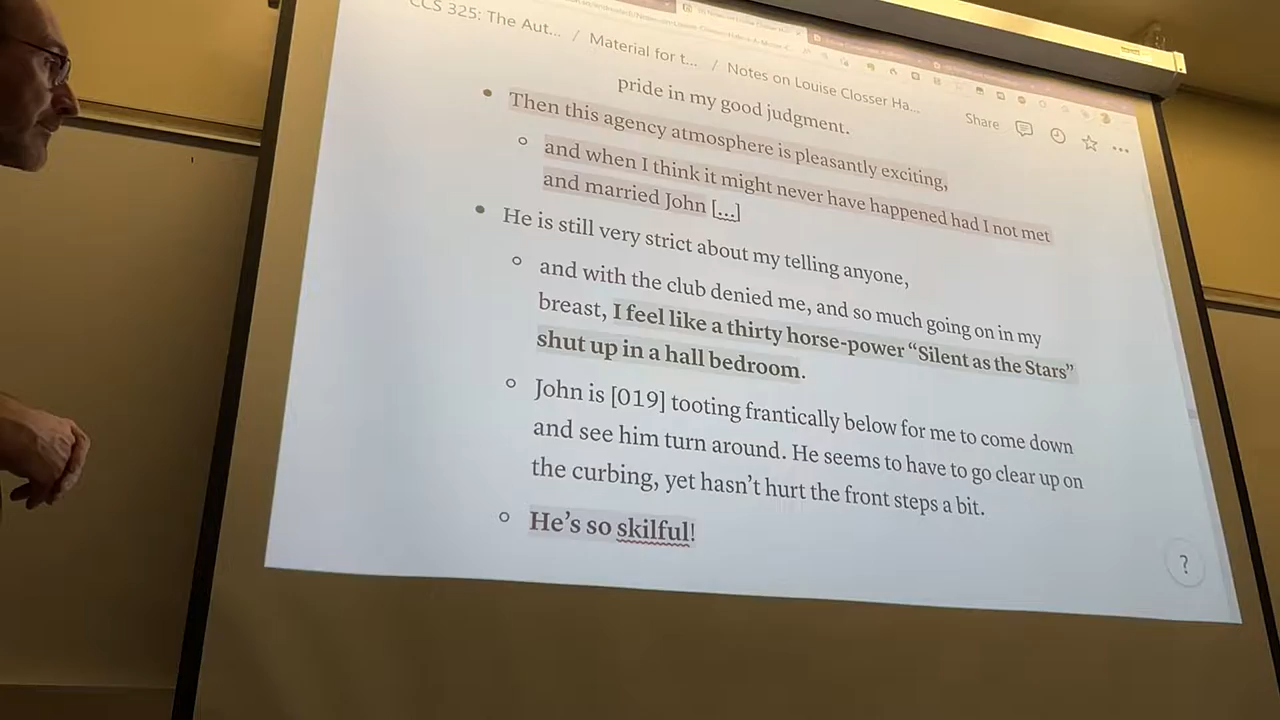 CCS 325: The Aut... / Material for t... / Notes on Louise Closser Ha...
Share
pride in my good judgment.
Then this agency atmosphere is pleasantly exciting,
and when I think it might never have happened had I not met
and married John [...]
He is still very strict about my telling anyone,
and with the club denied me, and so much going on in my
breast, I feel like a thirty horse-power “Silent as the Stars”
shut up in a hall bedroom.
John is [019] tooting frantically below for me to come down
and see him turn around. He seems to have to go clear up on
the curbing, yet hasn’t hurt the front steps a bit.
He’s so skilful!
?